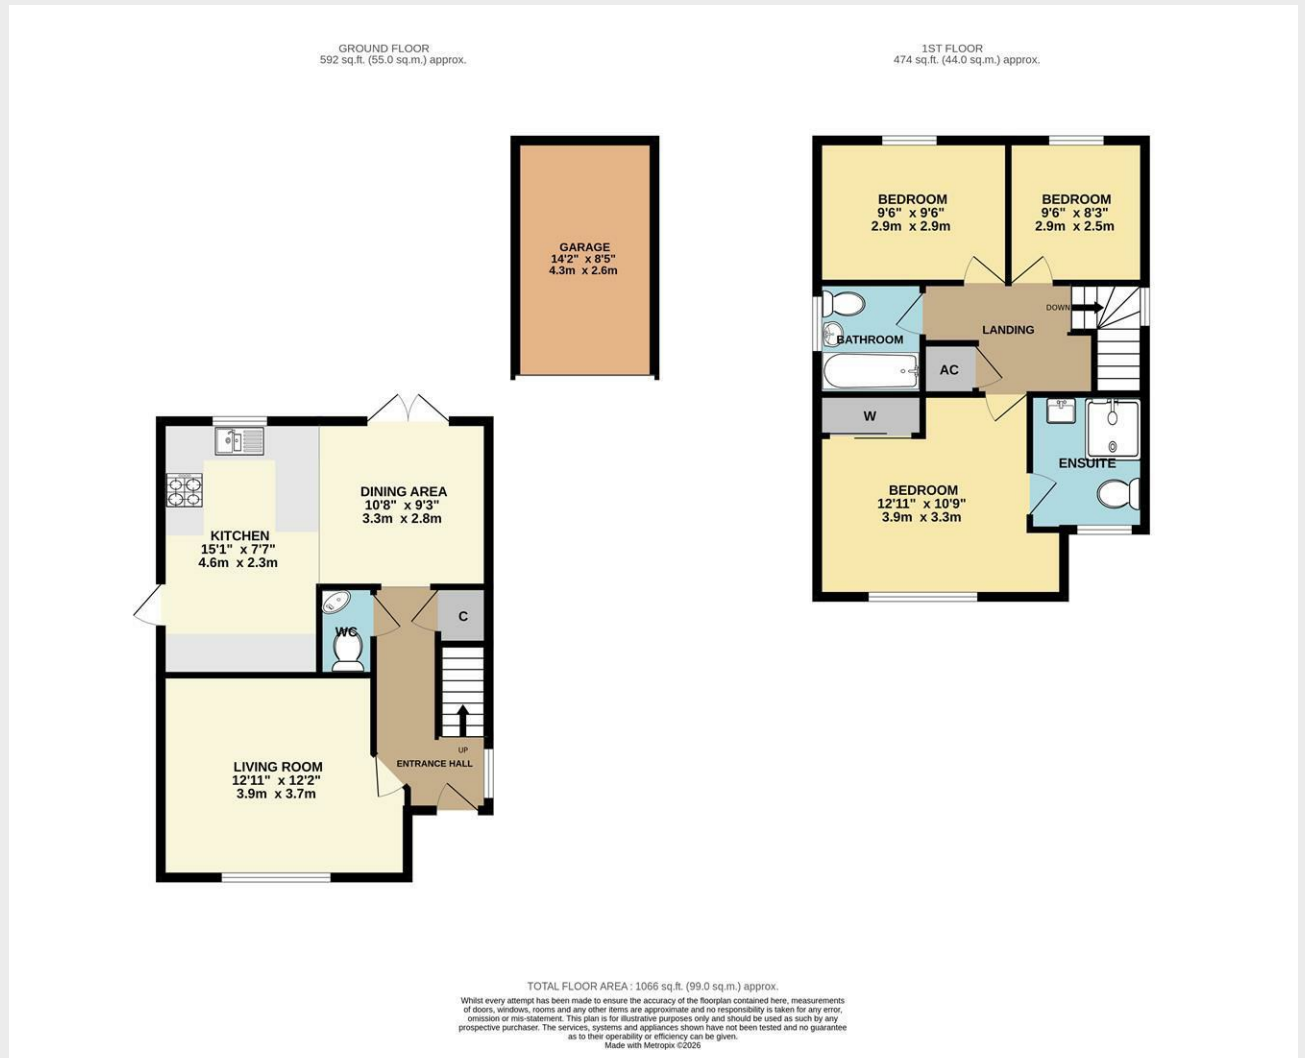 GROUND FLOOR
592 sq.ft. (55.0 sq.m.) approx.
1ST FLOOR
474 sq.ft. (44.0 sq.m.) approx.
GARAGE
14'2" x 8'5"
4.3m x 2.6m
DINING AREA
10'8" x 9'3"
3.3m x 2.8m
KITCHEN
15'1" x 7'7"
4.6m x 2.3m
WC
C
UP
ENTRANCE HALL
LIVING ROOM
12'11" x 12'2"
3.9m x 3.7m
BEDROOM
9'6" x 9'6"
2.9m x 2.9m
BEDROOM
9'6" x 8'3"
2.9m x 2.5m
DOWN
LANDING
BATHROOM
AC
W
ENSUITE
BEDROOM
12'11" x 10'9"
3.9m x 3.3m
TOTAL FLOOR AREA : 1066 sq.ft. (99.0 sq.m.) approx.
Whilst every attempt has been made to ensure the accuracy of the floorplan contained here, measurements
of doors, windows, rooms and any other items are approximate and no responsibility is taken for any error,
omission or mis-statement. This plan is for illustrative purposes only and should be used as such by any
prospective purchaser. The services, systems and appliances shown have not been tested and no guarantee
as to their operability or efficiency can be given.
Made with Metropix ©2026